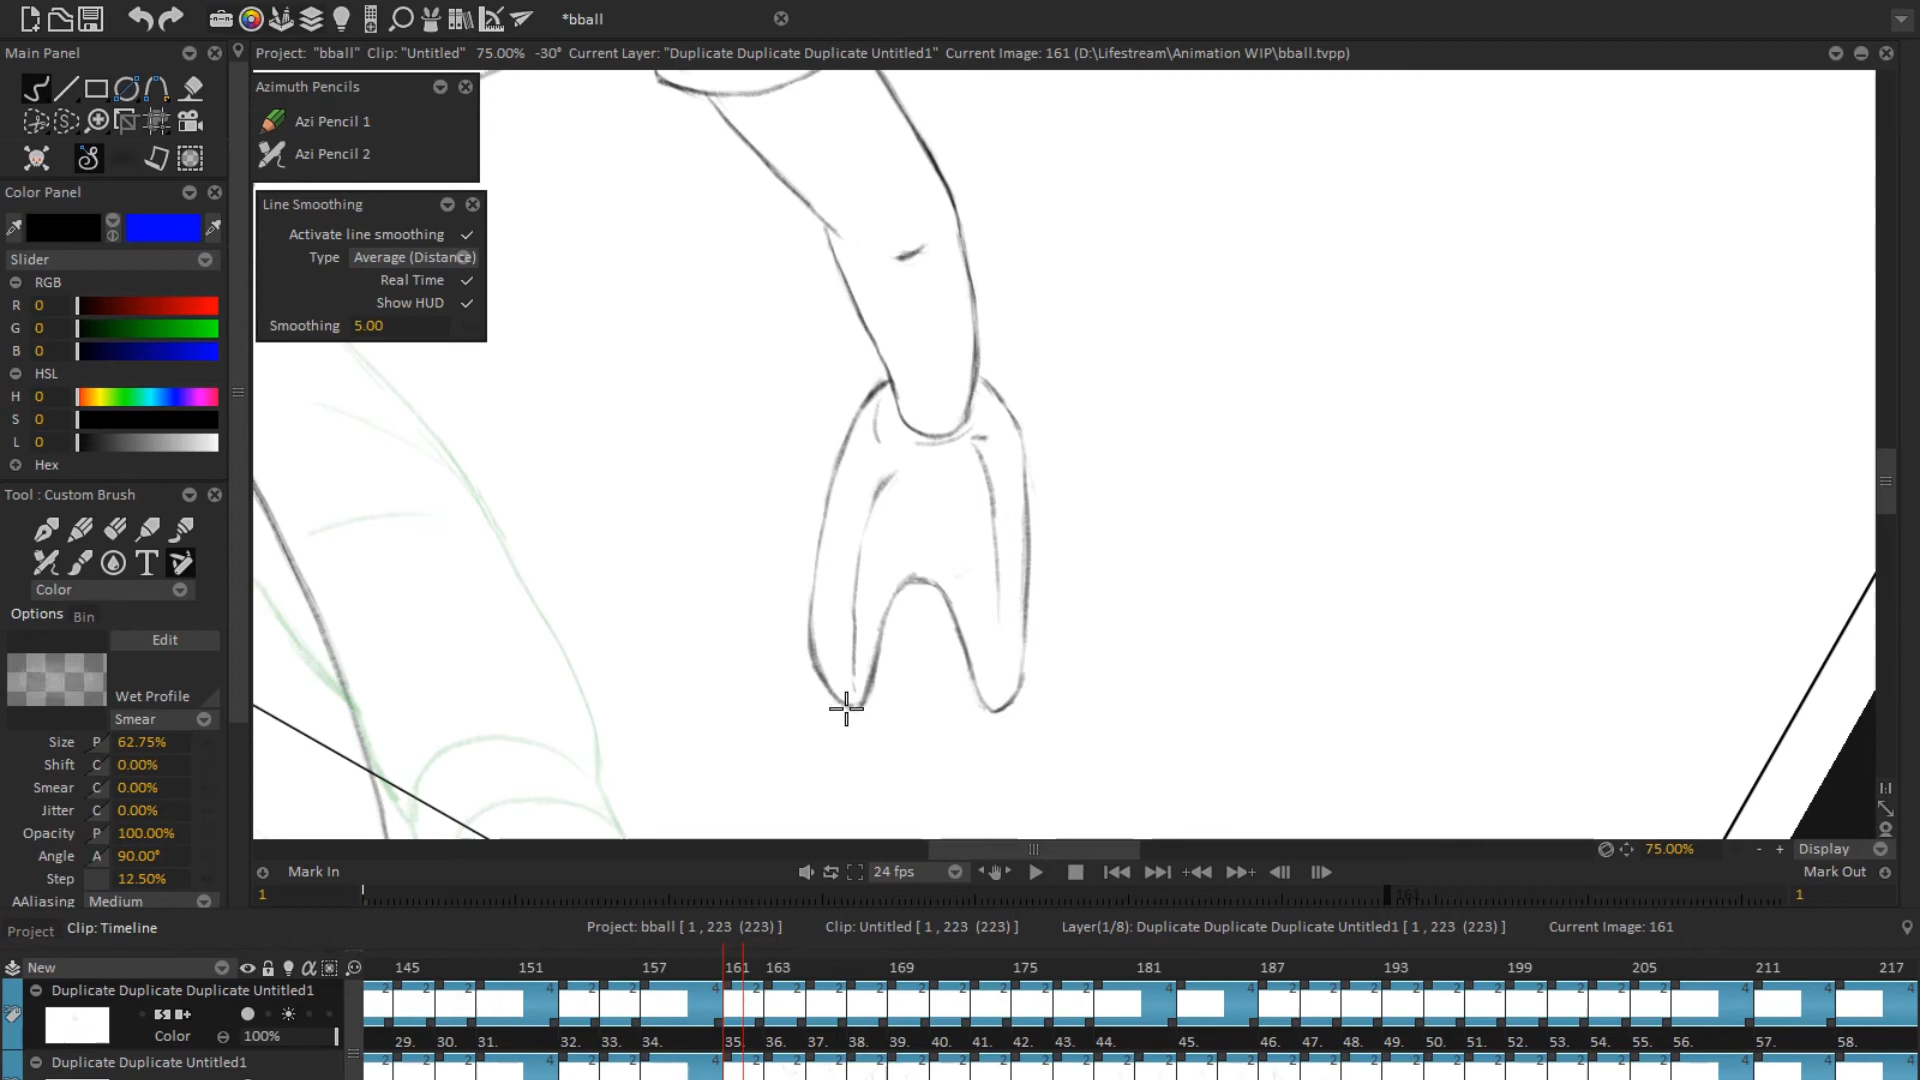 *bball
Main Panel
Project: "bball" Clip: "Untitled" 75.00% -30° Current Layer: "Duplicate Duplicate Duplicate Untitled1" Current Image: 161 (D:\Lifestream\Animation WIP\bball.tvpp)
Azimuth Pencils
Azi Pencil 1
Azi Pencil 2
Line Smoothing
Activate line smoothing
Type Average (Distance)
Real Time
Show HUD
Smoothing 5.00
Color Panel
Slider
RGB
R 0
G 0
B 0
HSL
H 0
S 0
L 0
Hex
Tool : Custom Brush
Color
Options Bin
Edit
Wet Profile
Smear
Size P 62.75%
Shift C 0.00%
Smear C 0.00%
Jitter C 0.00%
Opacity P 100.00%
Angle A 90.00°
Step 12.50%
AAliasing Medium
75.00% - + Display
Mark In 24 fps Mark Out
1 161 1
Project Clip: Timeline Project: bball [ 1 , 223 (223) ] Clip: Untitled [ 1 , 223 (223) ] Layer(1/8): Duplicate Duplicate Duplicate Untitled1 [ 1 , 223 (223) ] Current Image: 161
New 145 151 157 161 163 169 175 181 187 193 199 205 211 217
Duplicate Duplicate Duplicate Untitled1
Color 100%
29. 30. 31. 32. 33. 34. 35. 36. 37. 38. 39. 40. 41. 42. 43. 44. 45. 46. 47. 48. 49. 50. 51. 52. 53. 54. 55. 56. 57. 58.
Duplicate Untitled1